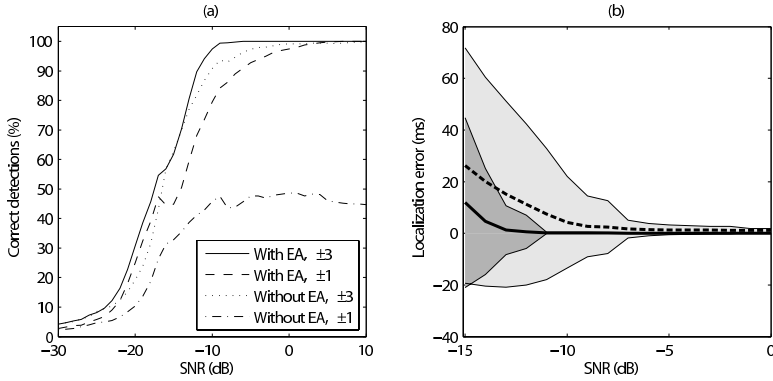 (a)
100
90
80
70
60
50
40
30
20
10
0
Correct detections (%)
−30
−20
−10
0
10
SNR (dB)
With EA, ±3
With EA, ±1
Without EA, ±3
Without EA, ±1
(b)
80
60
40
20
0
−20
−40
Localization error (ms)
−15
−10
−5
0
SNR (dB)